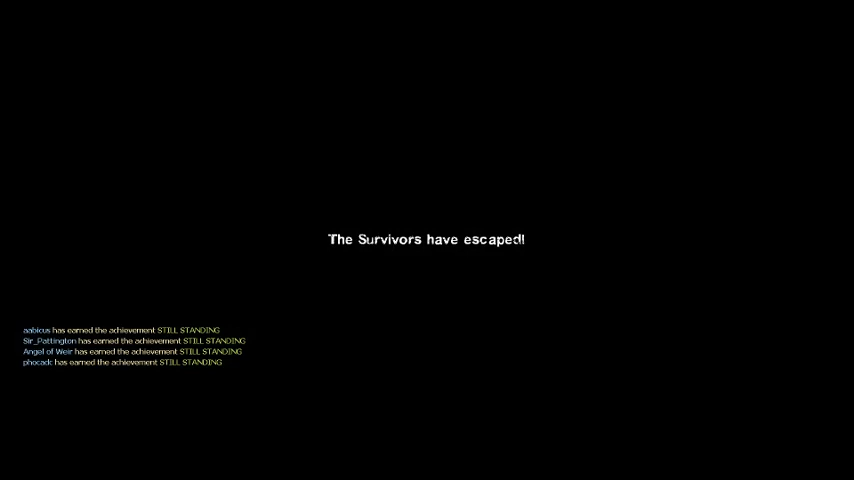 The Survivors have escaped!
aabicus has earned the achievement STILL STANDING
Sir_Pattington has earned the achievement STILL STANDING
Angel of Weir has earned the achievement STILL STANDING
phocadc has earned the achievement STILL STANDING